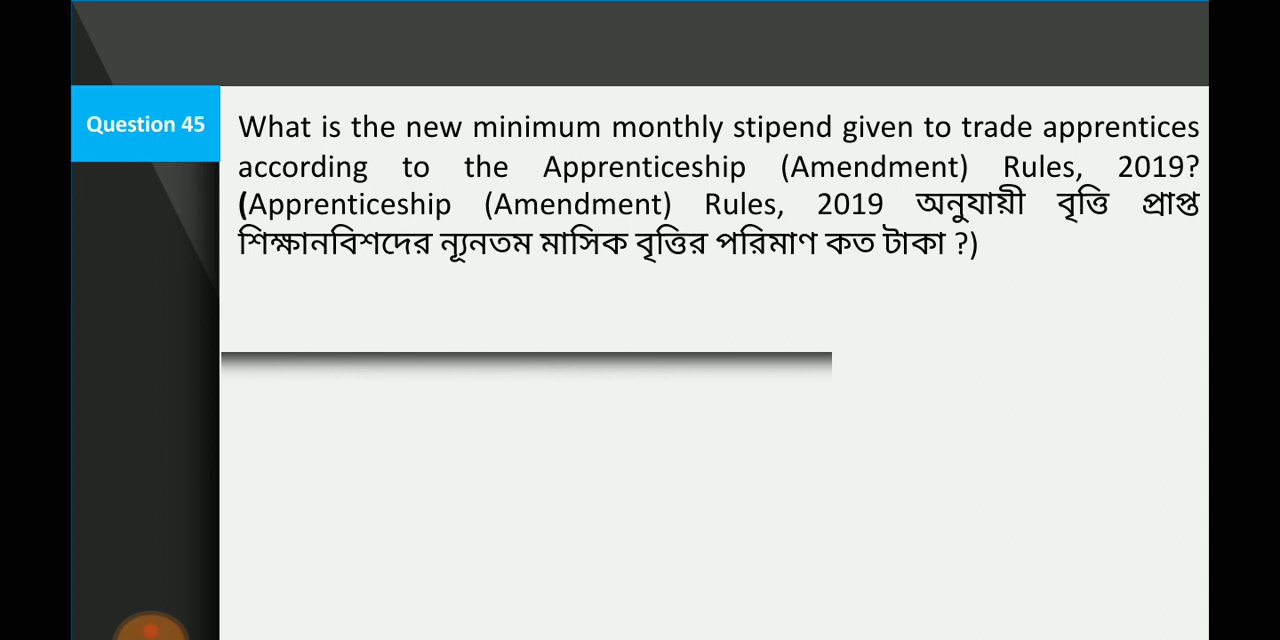 Question 45
What is the new minimum monthly stipend given to trade apprentices
according to the Apprenticeship (Amendment) Rules, 2019?
(Apprenticeship (Amendment) Rules, 2019 অনুযায়ী বৃত্তি প্রাপ্ত
শিক্ষানবিশদের ন্যূনতম মাসিক বৃত্তির পরিমাণ কত টাকা ?)